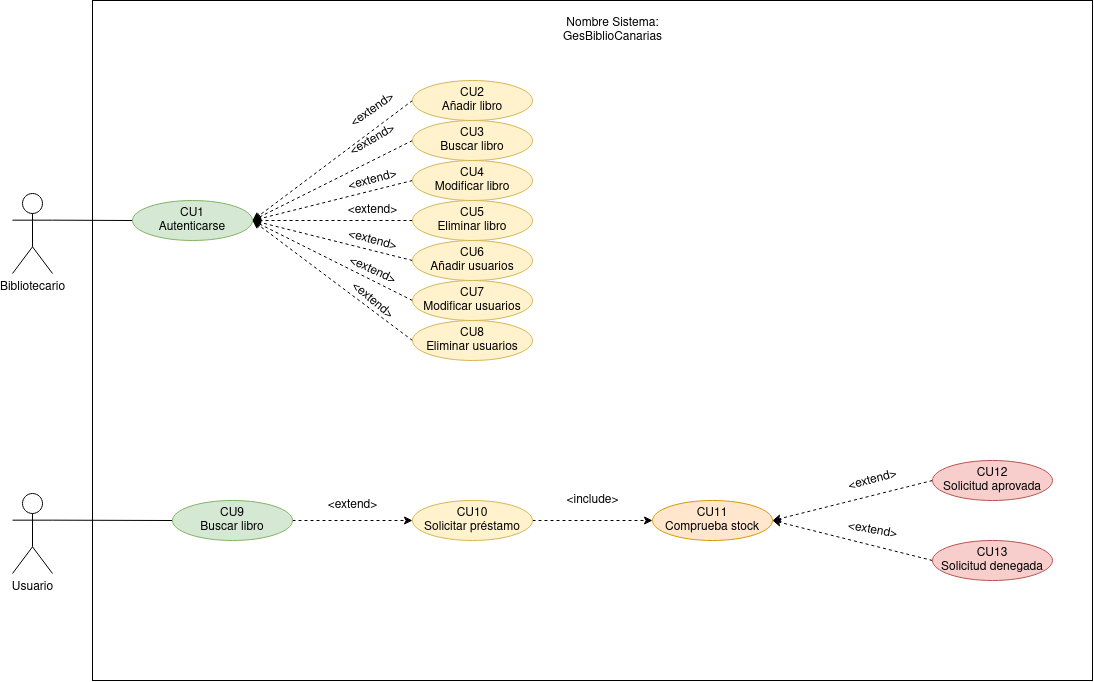 Nombre Sistema:
GesBiblioCanarias
CU2
Añadir libro
<extend>
CU3
Buscar libro
<extend>
CU4
Modificar libro
<extend>
CU1
Autenticarse
CU5
Eliminar libro
<extend>
CU6
Añadir usuarios
<extend>
CU7
Modificar usuarios
<extend>
CU8
Eliminar usuarios
<extend>
Bibliotecario
CU9
Buscar libro
<extend>
CU10
Solicitar préstamo
<include>
CU11
Comprueba stock
<extend>
CU12
Solicitud aprovada
<extend>
CU13
Solicitud denegada
Usuario